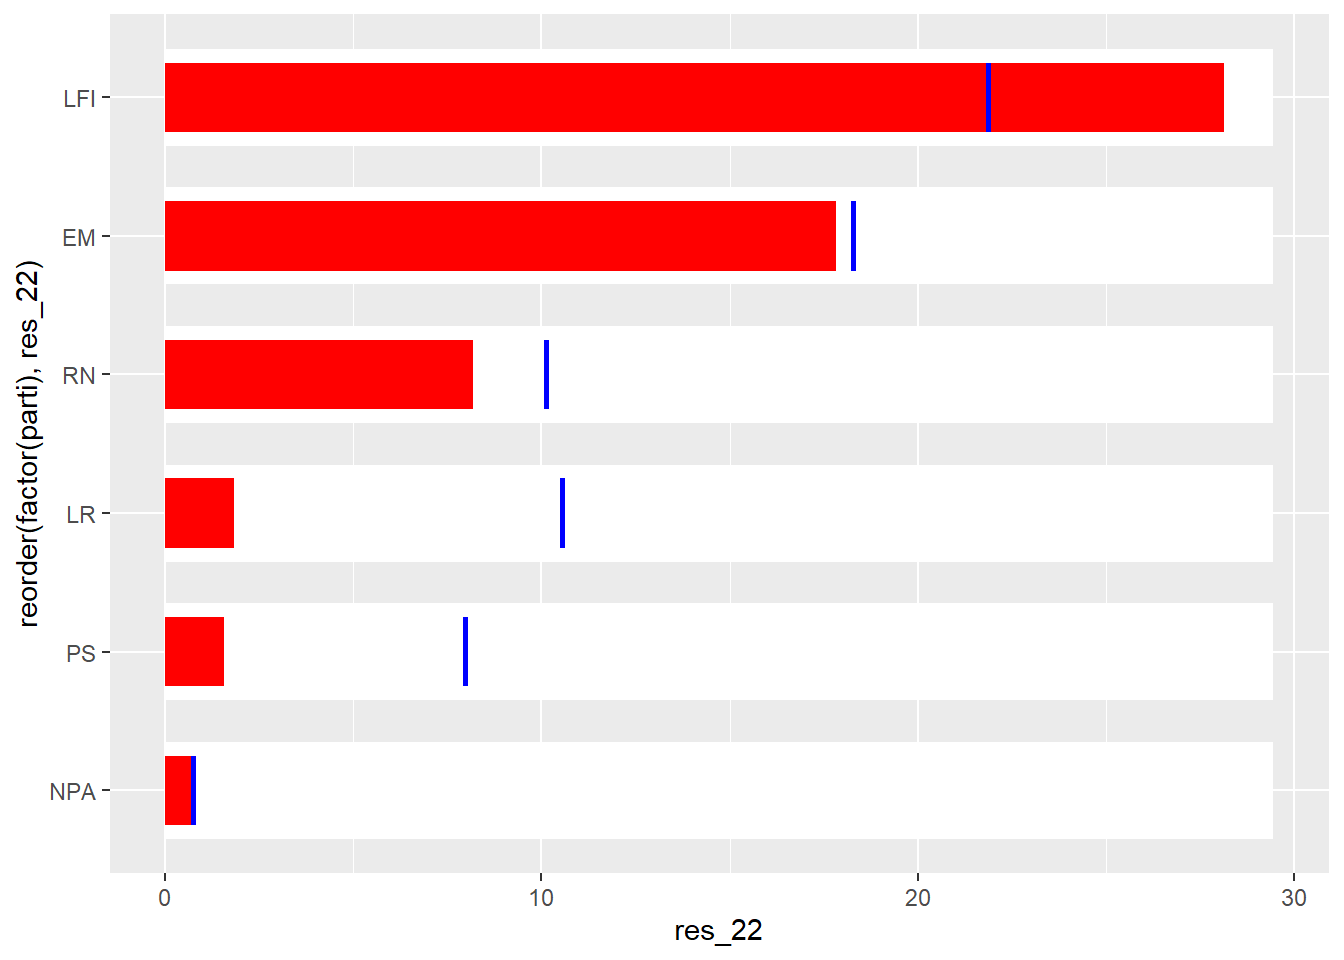 reorder(factor(parti), res_22)
LFI
EM
RN
LR
PS
NPA
0 10 20 30
res_22